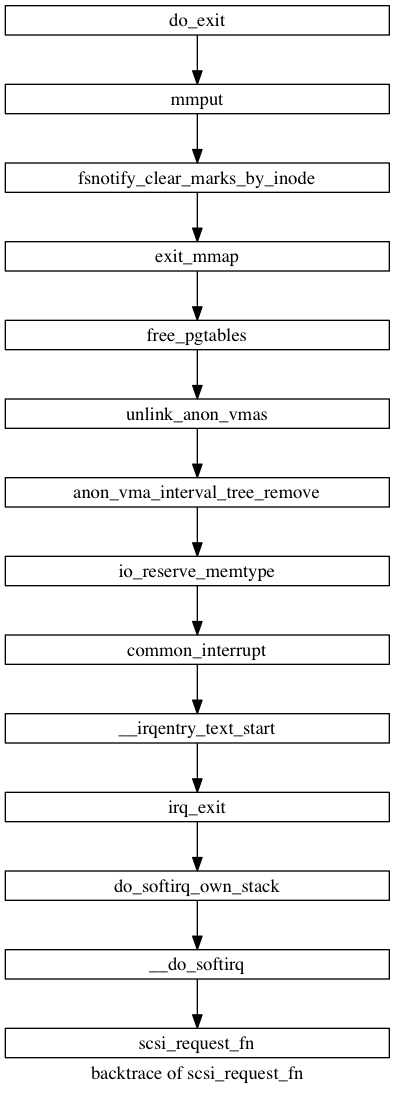 do_exit
mmput
fsnotify_clear_marks_by_inode
exit_mmap
free_pgtables
unlink_anon_vmas
anon_vma_interval_tree_remove
io_reserve_memtype
common_interrupt
__irqentry_text_start
irq_exit
do_softirq_own_stack
__do_softirq
scsi_request_fn
backtrace of scsi_request_fn